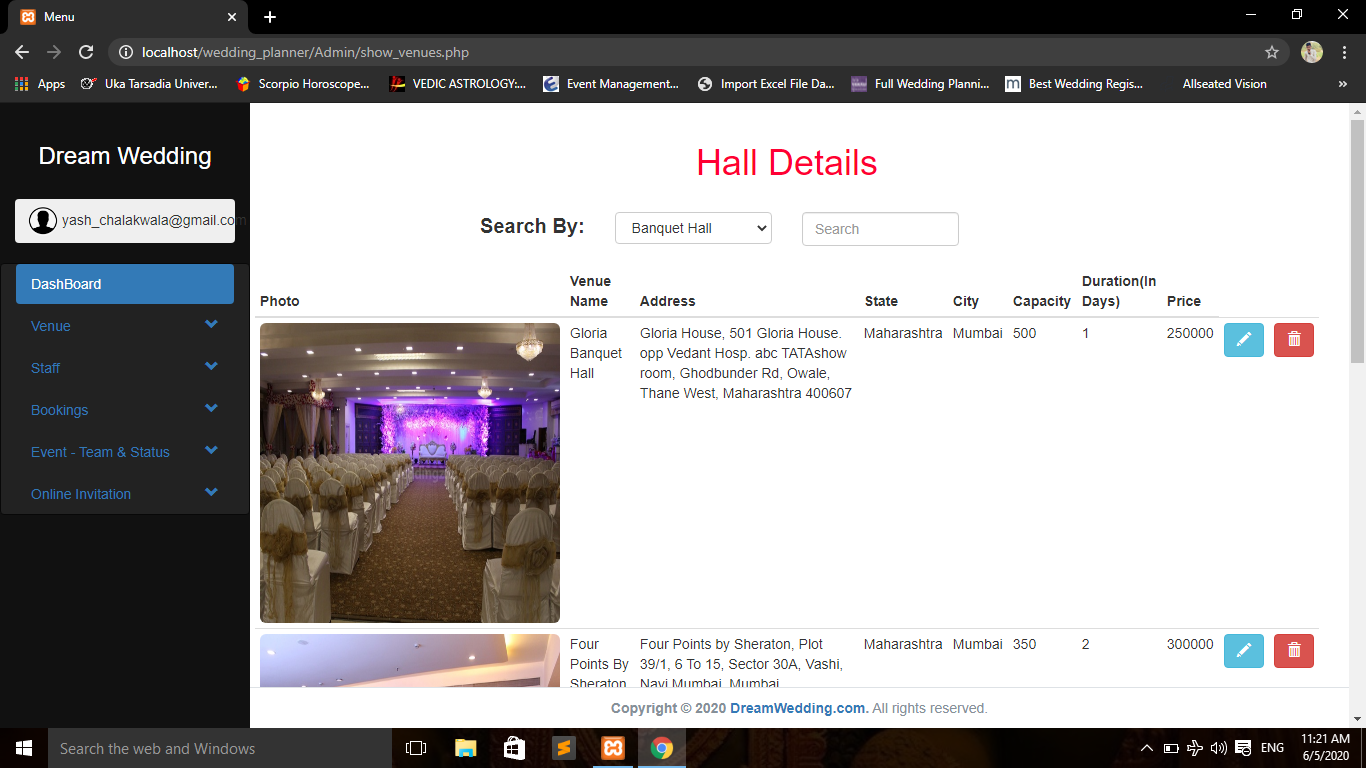 Menu
localhost/wedding_planner/Admin/show_venues.php
Apps
Uka Tarsadia Univer...
Scorpio Horoscope...
VEDIC ASTROLOGY:...
Event Management...
Import Excel File Da...
Full Wedding Planni...
Best Wedding Regis...
Allseated Vision
Dream Wedding
yash_chalakwala@gmail.com
DashBoard
Venue
Staff
Bookings
Event - Team & Status
Online Invitation
Hall Details
Search By:
Banquet Hall
Search
Photo
Venue
Name
Address
State
City
Capacity
Duration(In
Days)
Price
Gloria
Banquet
Hall
Gloria House, 501 Gloria House.
opp Vedant Hosp. abc TATAshow
room, Ghodbunder Rd, Owale,
Thane West, Maharashtra 400607
Maharashtra
Mumbai
500
1
250000
Four
Points By
Sheraton
Four Points by Sheraton, Plot
39/1, 6 To 15, Sector 30A, Vashi,
Navi Mumbai, Mumbai,
Maharashtra
Mumbai
350
2
300000
Copyright © 2020 DreamWedding.com. All rights reserved.
Search the web and Windows
ENG
11:21 AM
6/5/2020